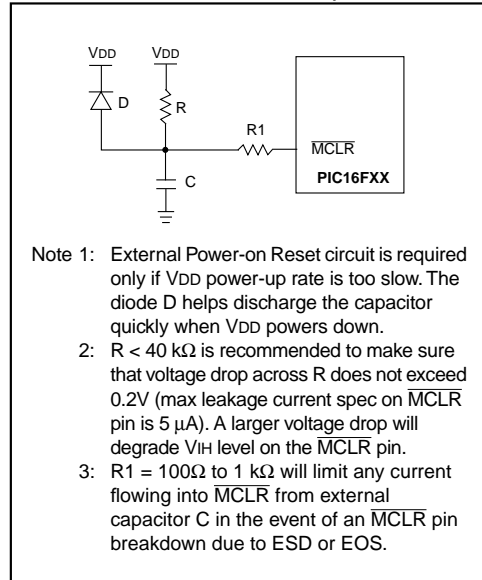 VDD VDD
D
R
R1
MCLR
PIC16FXX
C
Note 1: External Power-on Reset circuit is required
only if VDD power-up rate is too slow. The
diode D helps discharge the capacitor
quickly when VDD powers down.
2: R < 40 kΩ is recommended to make sure
that voltage drop across R does not exceed
0.2V (max leakage current spec on MCLR
pin is 5 μA). A larger voltage drop will
degrade VIH level on the MCLR pin.
3: R1 = 100Ω to 1 kΩ will limit any current
flowing into MCLR from external
capacitor C in the event of an MCLR pin
breakdown due to ESD or EOS.